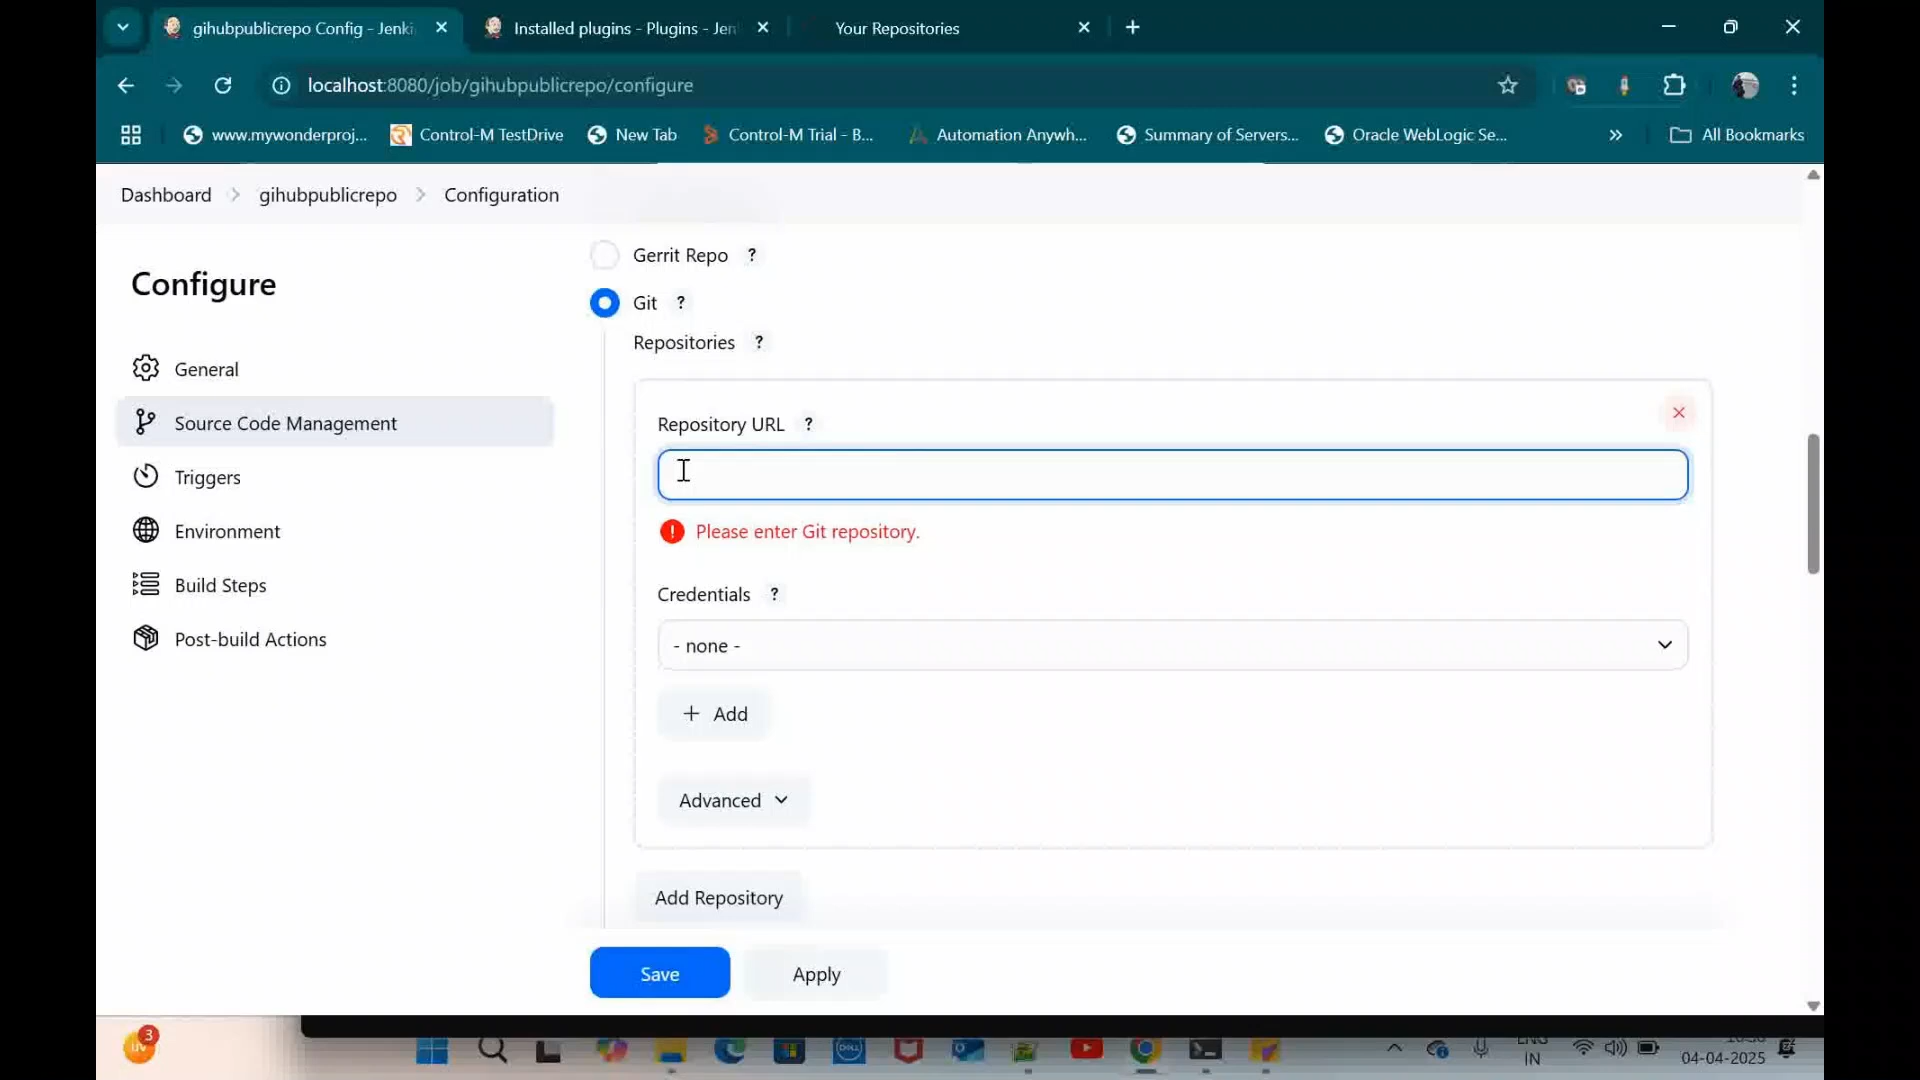 gihubpublicrepo Config - Jenki
Installed plugins - Plugins - Jen
Your Repositories
localhost:8080/job/gihubpublicrepo/configure
www.mywonderproj...
Control-M TestDrive
New Tab
Control-M Trial - B...
Automation Anywh...
Summary of Servers...
Oracle WebLogic Se...
All Bookmarks
Dashboard > gihubpublicrepo > Configuration
Configure
General
Source Code Management
Triggers
Environment
Build Steps
Post-build Actions
Gerrit Repo ?
Git ?
Repositories ?
Repository URL ?
Please enter Git repository.
Credentials ?
- none -
+ Add
Advanced
Add Repository
Save
Apply
3
ENG
IN
04-04-2025